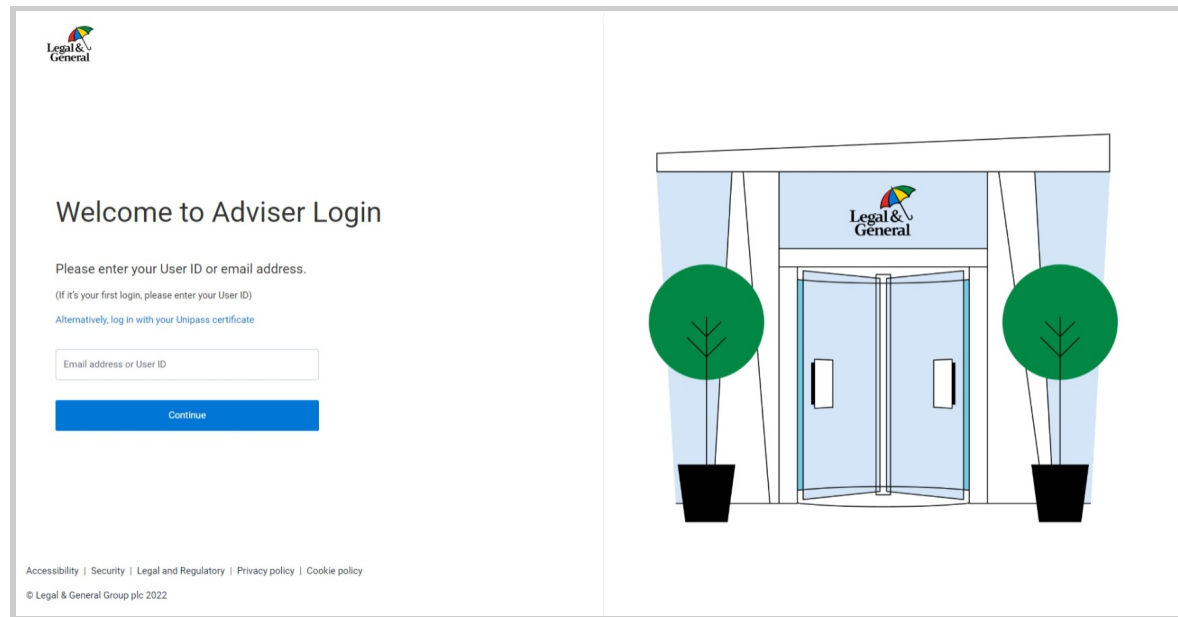 Legal &
General
Welcome to Adviser Login
Please enter your User ID or email address.
(If it's your first login, please enter your User ID)
Alternatively, log in with your Unipass certificate
Email address or User ID
Continue
Accessibility | Security | Legal and Regulatory | Privacy policy | Cookie policy
© Legal & General Group plc 2022
Legal &
General